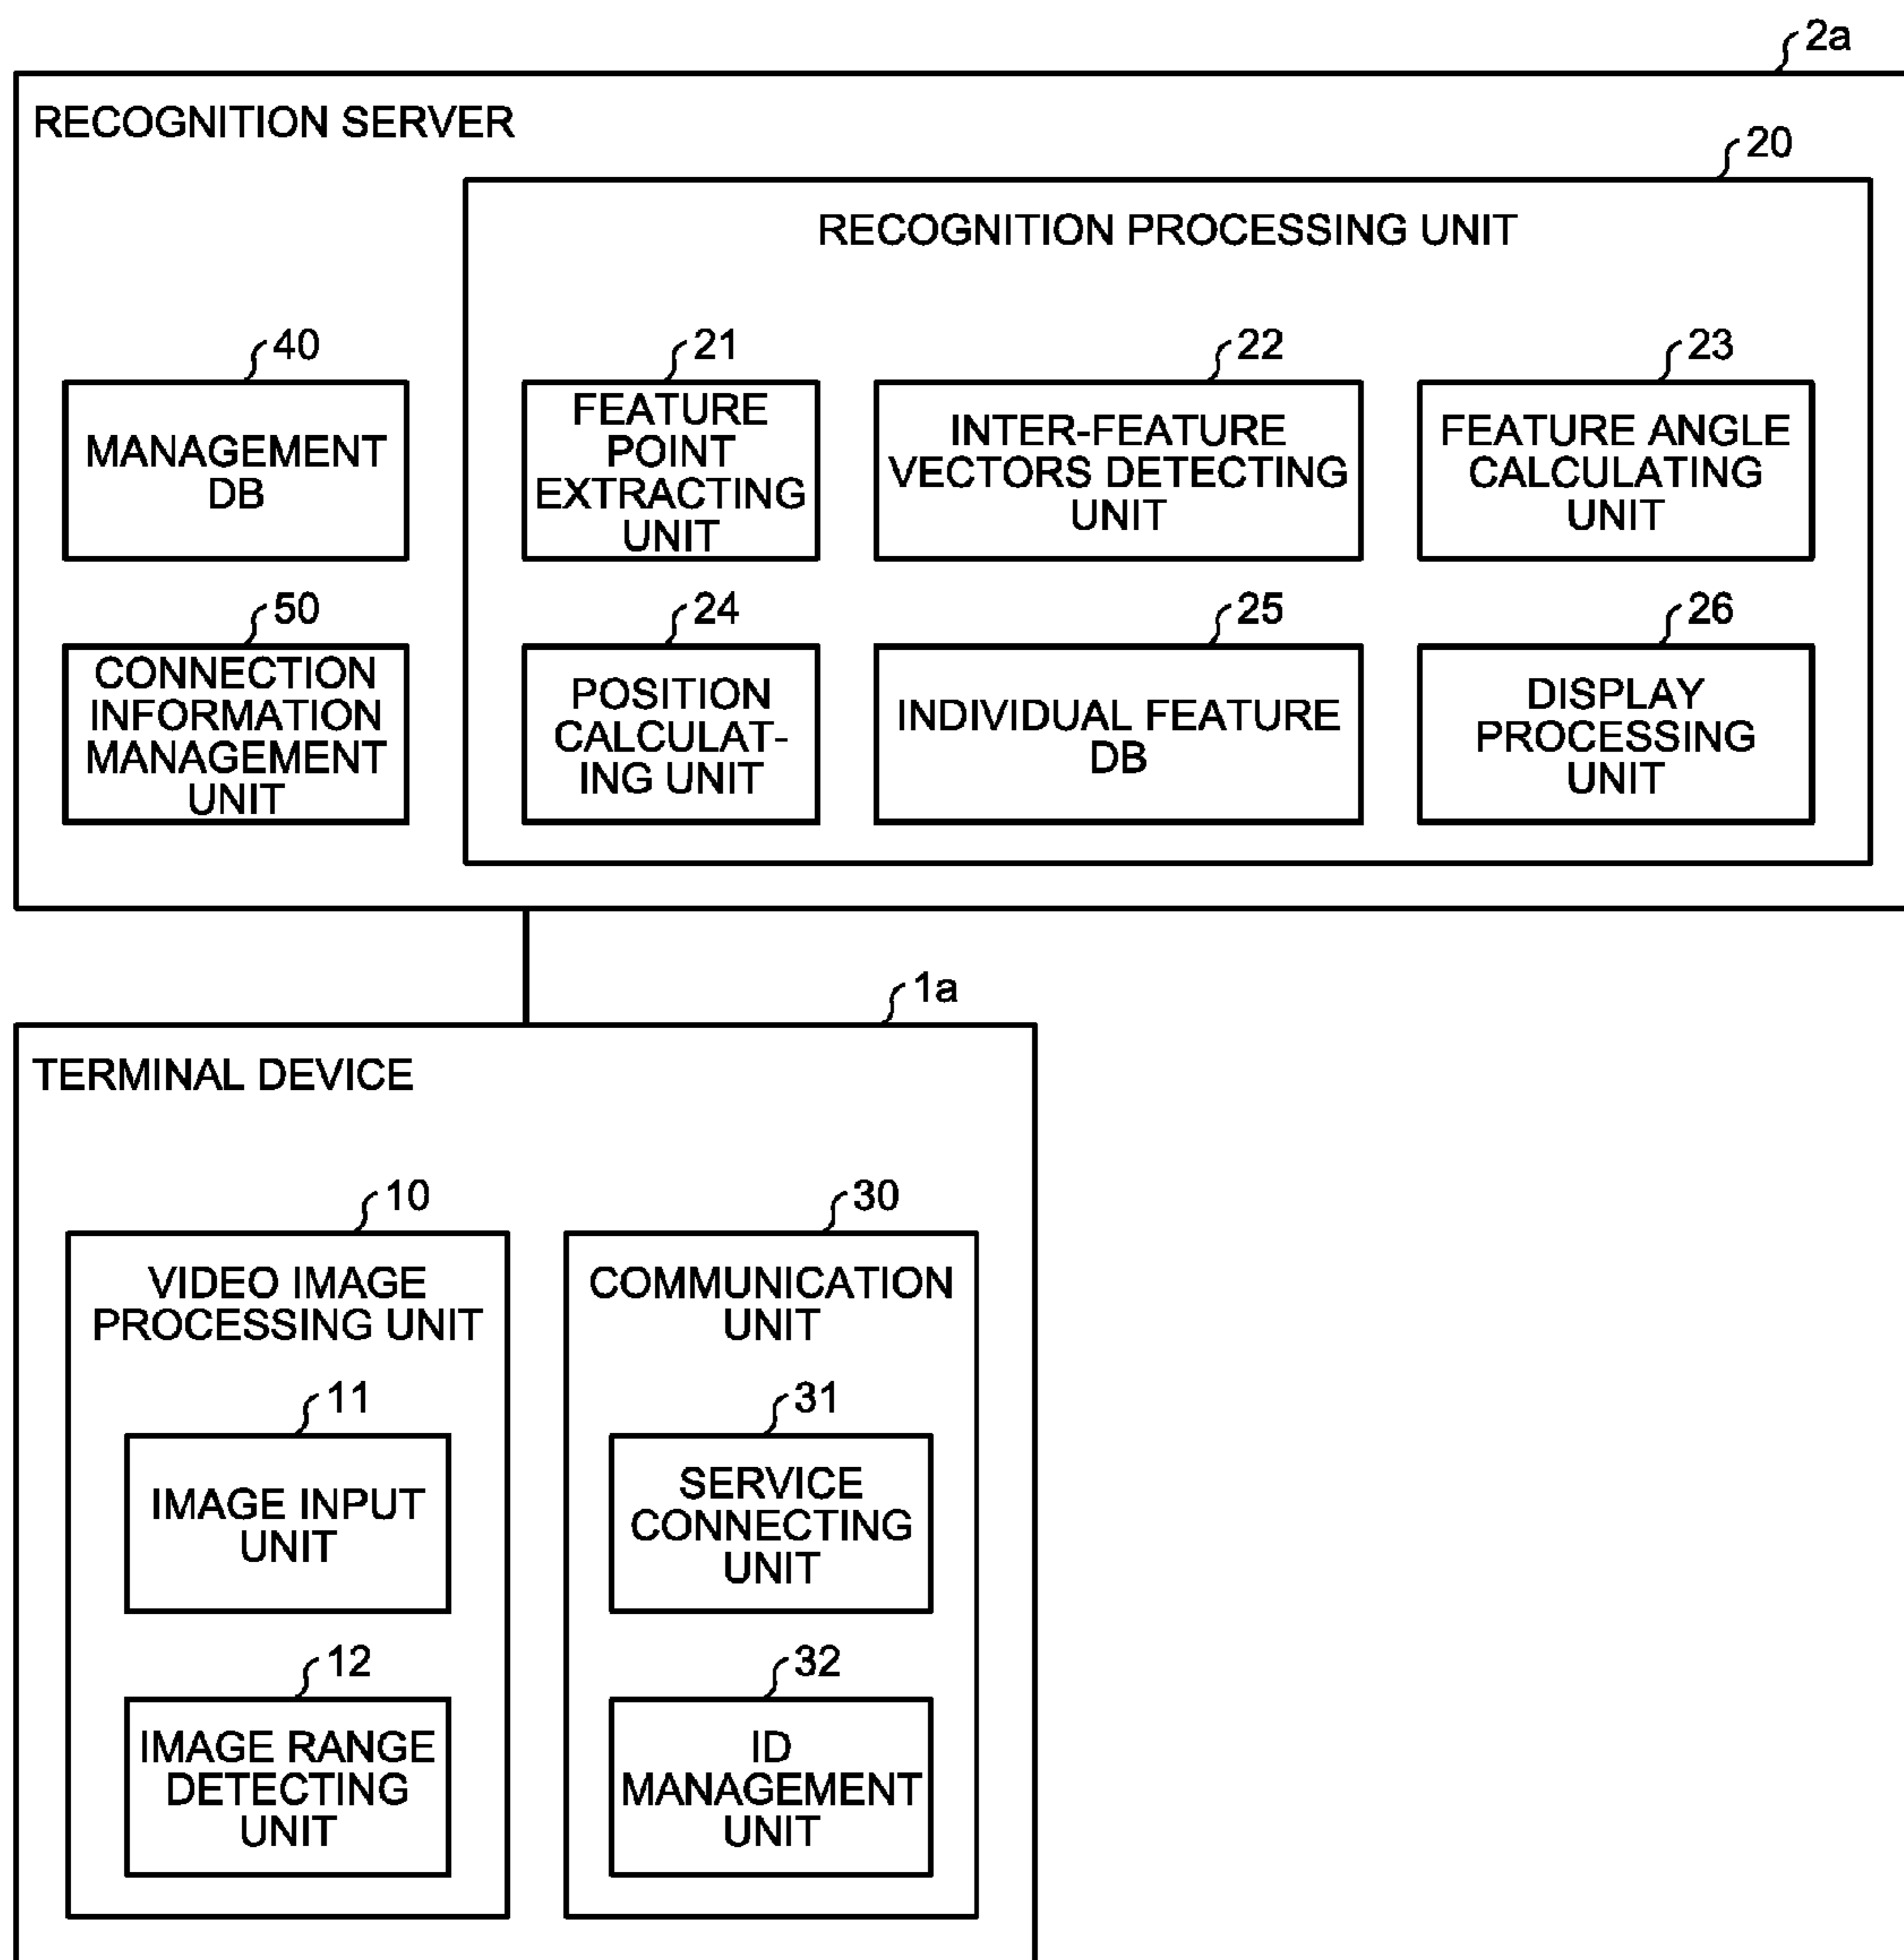 2a
RECOGNITION SERVER
20
RECOGNITION PROCESSING UNIT
40
MANAGEMENT
DB
21
FEATURE
POINT
EXTRACTING
UNIT
22
INTER-FEATURE
VECTORS DETECTING
UNIT
23
FEATURE ANGLE
CALCULATING
UNIT
50
CONNECTION
INFORMATION
MANAGEMENT
UNIT
24
POSITION
CALCULAT-
ING UNIT
25
INDIVIDUAL FEATURE
DB
26
DISPLAY
PROCESSING
UNIT
1a
TERMINAL DEVICE
10
VIDEO IMAGE
PROCESSING UNIT
11
IMAGE INPUT
UNIT
12
IMAGE RANGE
DETECTING
UNIT
30
COMMUNICATION
UNIT
31
SERVICE
CONNECTING
UNIT
32
ID
MANAGEMENT
UNIT